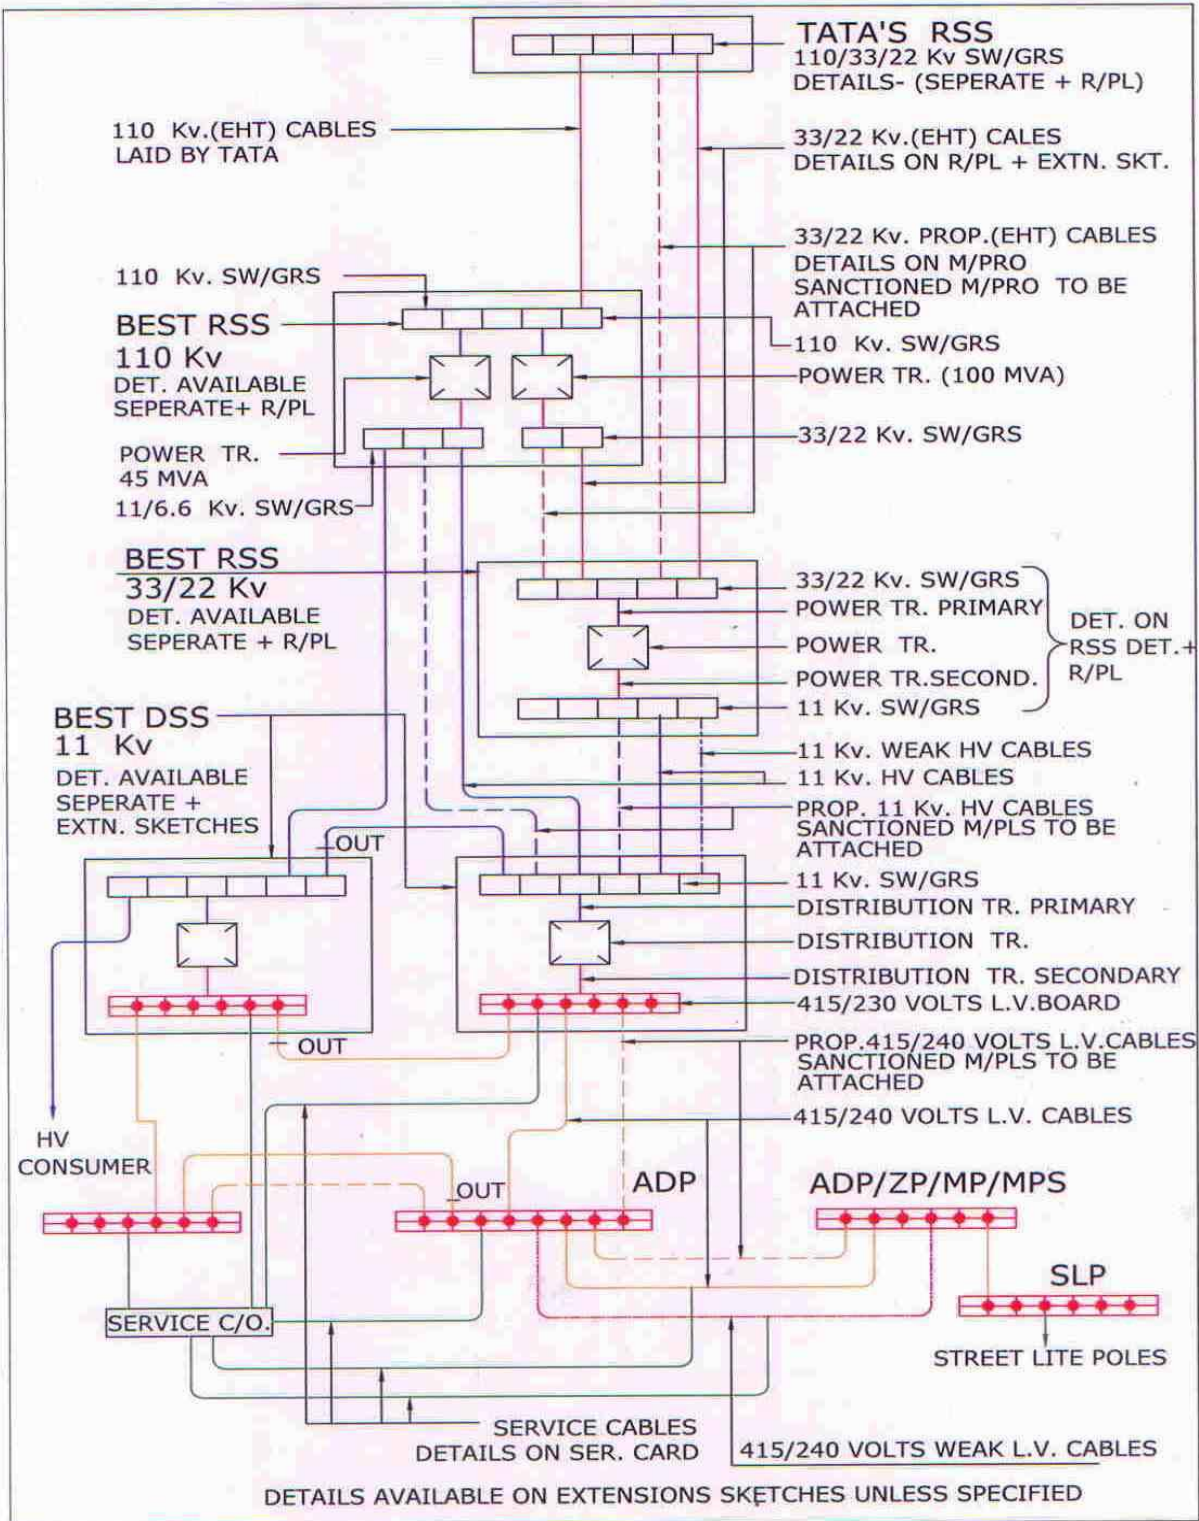 TATA'S RSS
110/33/22 Kv SW/GRS
DETAILS- (SEPERATE + R/PL)
110 Kv.(EHT) CABLES
LAID BY TATA
33/22 Kv.(EHT) CALES
DETAILS ON R/PL + EXTN. SKT.
33/22 Kv. PROP.(EHT) CABLES
DETAILS ON M/PRO
SANCTIONED M/PRO TO BE
ATTACHED
110 Kv. SW/GRS
BEST RSS
110 Kv
DET. AVAILABLE
SEPERATE+ R/PL
110 Kv. SW/GRS
POWER TR. (100 MVA)
33/22 Kv. SW/GRS
POWER TR.
45 MVA
11/6.6 Kv. SW/GRS
BEST RSS
33/22 Kv
DET. AVAILABLE
SEPERATE + R/PL
33/22 Kv. SW/GRS
POWER TR. PRIMARY
POWER TR.
POWER TR.SECOND.
11 Kv. SW/GRS
DET. ON
RSS DET.+
R/PL
BEST DSS
11 Kv
DET. AVAILABLE
SEPERATE +
EXTN. SKETCHES
11 Kv. WEAK HV CABLES
11 Kv. HV CABLES
PROP. 11 Kv. HV CABLES
SANCTIONED M/PLS TO BE
ATTACHED
OUT
11 Kv. SW/GRS
DISTRIBUTION TR. PRIMARY
DISTRIBUTION TR.
DISTRIBUTION TR. SECONDARY
415/230 VOLTS L.V.BOARD
OUT
PROP.415/240 VOLTS L.V.CABLES
SANCTIONED M/PLS TO BE
ATTACHED
415/240 VOLTS L.V. CABLES
HV
CONSUMER
OUT
ADP
ADP/ZP/MP/MPS
SLP
SERVICE C/O.
STREET LITE POLES
SERVICE CABLES
DETAILS ON SER. CARD
415/240 VOLTS WEAK L.V. CABLES
DETAILS AVAILABLE ON EXTENSIONS SKETCHES UNLESS SPECIFIED